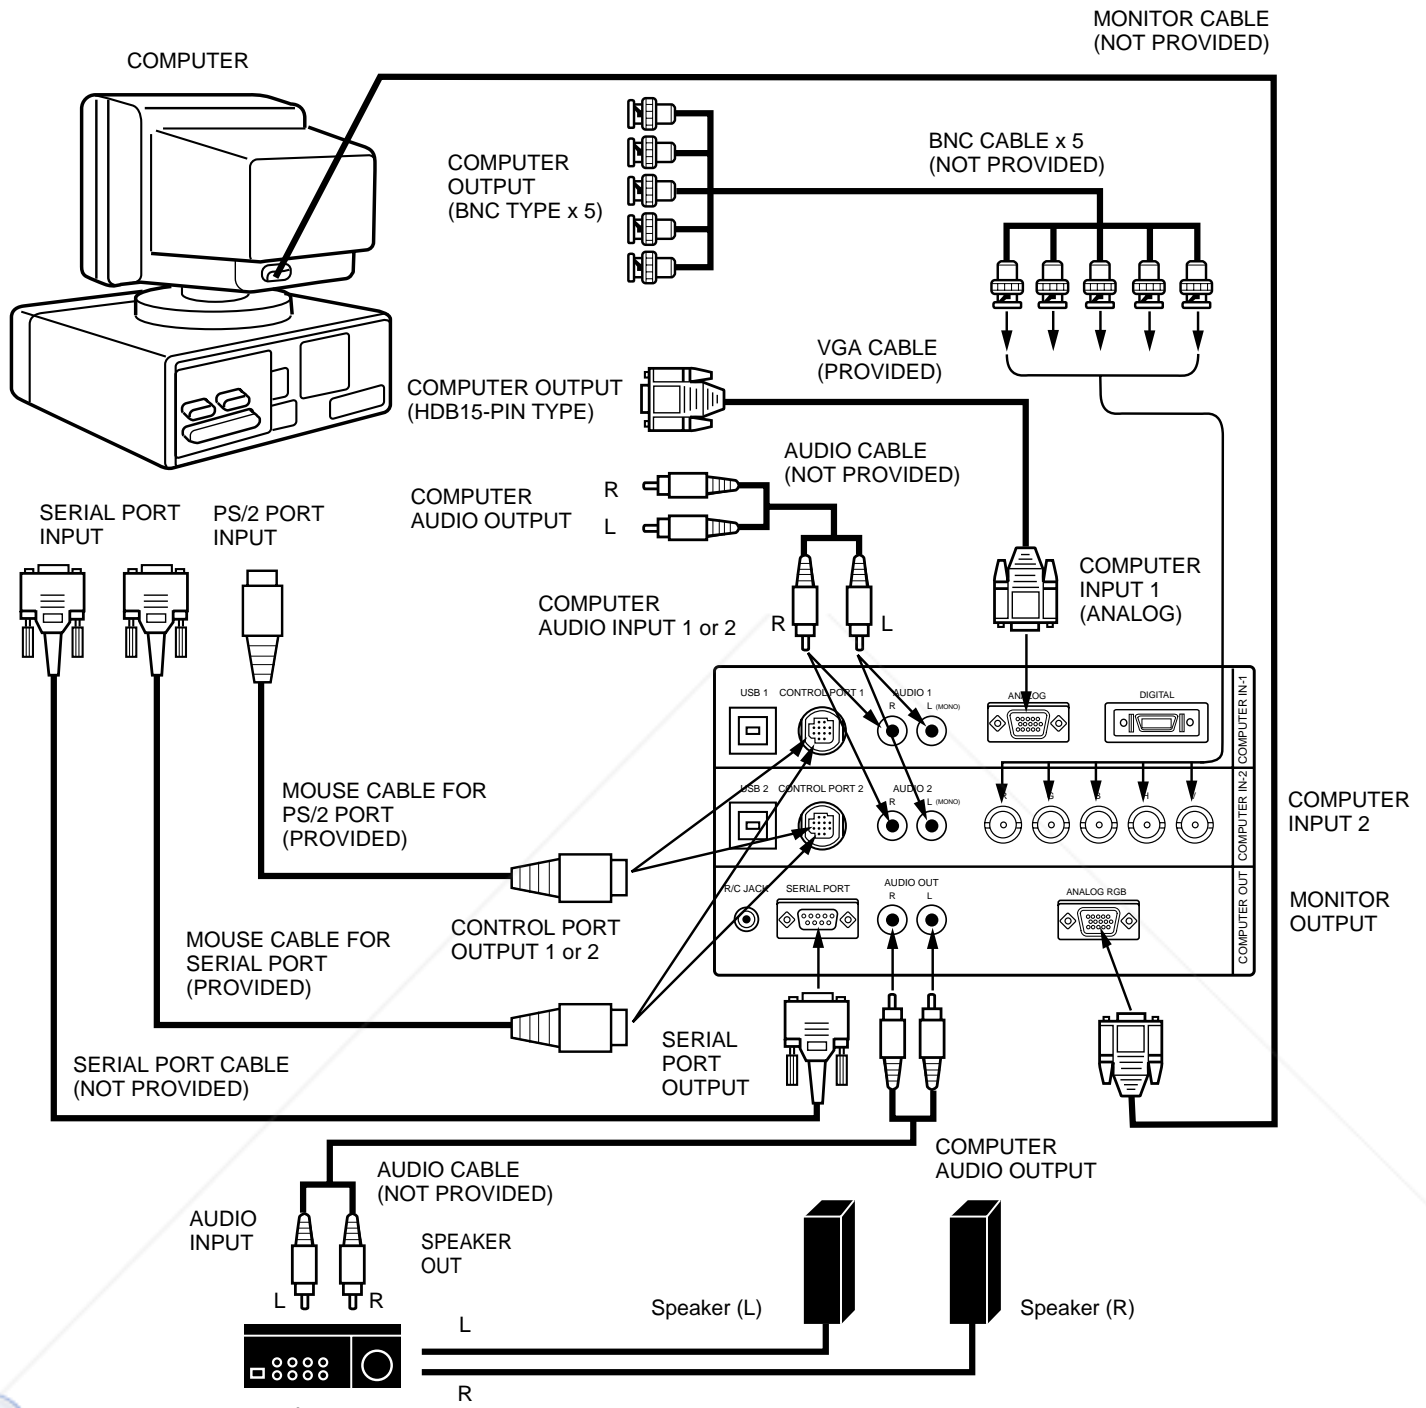 MONITOR CABLE
(NOT PROVIDED)
COMPUTER
BNC CABLE x 5
(NOT PROVIDED)
COMPUTER
OUTPUT
(BNC TYPE x 5)
VGA CABLE
(PROVIDED)
COMPUTER OUTPUT
(HDB15-PIN TYPE)
AUDIO CABLE
(NOT PROVIDED)
COMPUTER
AUDIO OUTPUT
R
L
SERIAL PORT
INPUT
PS/2 PORT
INPUT
COMPUTER
INPUT 1
(ANALOG)
COMPUTER
AUDIO INPUT 1 or 2
R
L
USB 1
CONTROL PORT 1
AUDIO 1
R
L (MONO)
ANALOG
DIGITAL
COMPUTER IN-1
MOUSE CABLE FOR
PS/2 PORT
(PROVIDED)
USB 2
CONTROL PORT 2
AUDIO 2
R
L (MONO)
R
G
B
H
V
COMPUTER IN-2
COMPUTER
INPUT 2
R/C JACK
SERIAL PORT
AUDIO OUT
R
L
ANALOG RGB
COMPUTER OUT
MONITOR
OUTPUT
CONTROL PORT
OUTPUT 1 or 2
MOUSE CABLE FOR
SERIAL PORT
(PROVIDED)
SERIAL
PORT
OUTPUT
SERIAL PORT CABLE
(NOT PROVIDED)
COMPUTER
AUDIO OUTPUT
AUDIO CABLE
(NOT PROVIDED)
AUDIO
INPUT
SPEAKER
OUT
L
R
Speaker (L)
Speaker (R)
L
R